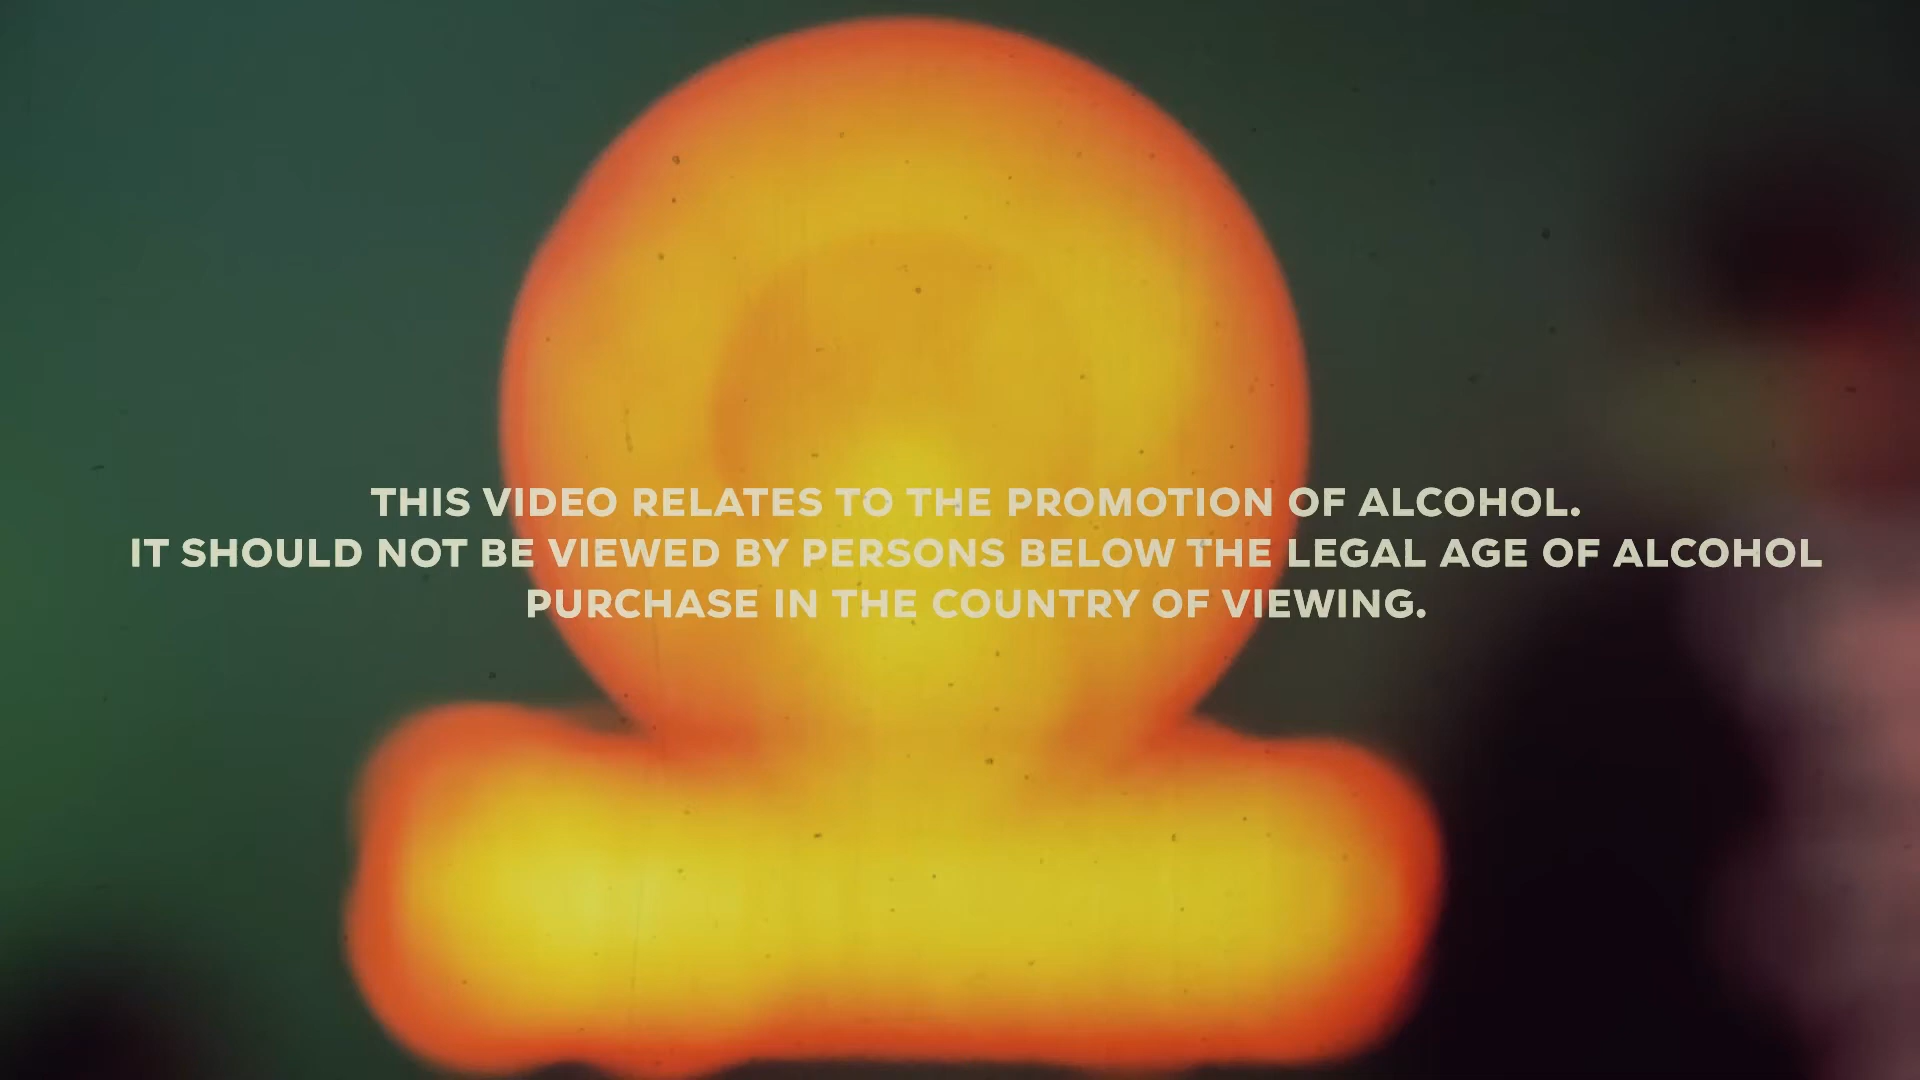 THIS VIDEO RELATES TO THE PROMOTION OF ALCOHOL.
IT SHOULD NOT BE VIEWED BY PERSONS BELOW THE LEGAL AGE OF ALCOHOL
PURCHASE IN THE COUNTRY OF VIEWING.